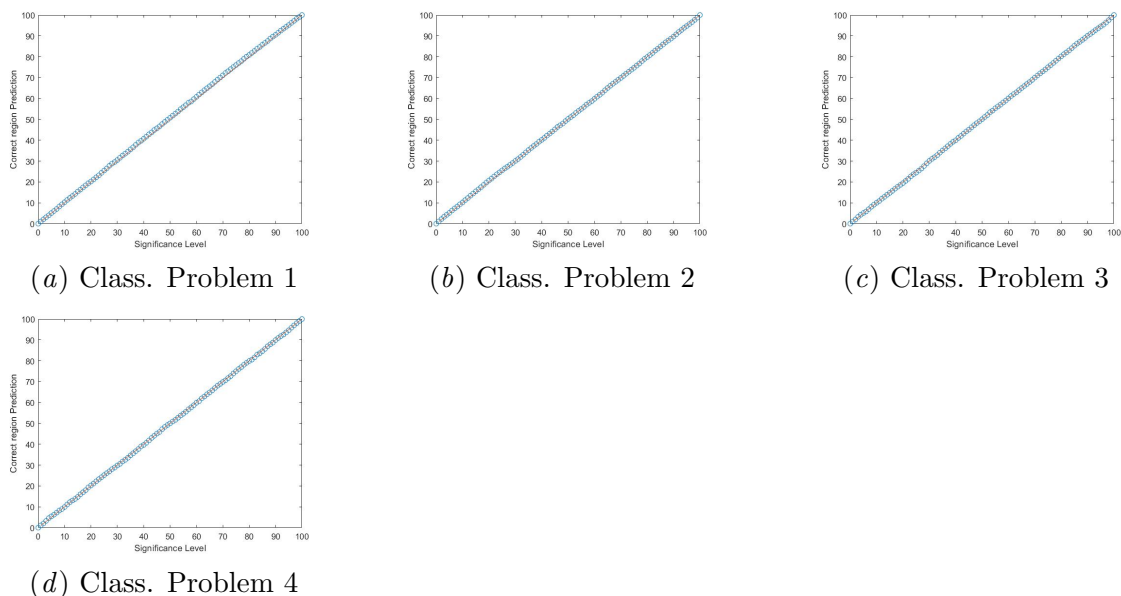 100
90
80
70
60
50
40
30
20
10
0
Correct region Prediction
0 10 20 30 40 50 60 70 80 90 100
Significance Level
(a) Class. Problem 1
100
90
80
70
60
50
40
30
20
10
0
Correct region Prediction
0 10 20 30 40 50 60 70 80 90 100
Significance Level
(b) Class. Problem 2
100
90
80
70
60
50
40
30
20
10
0
Correct region Prediction
0 10 20 30 40 50 60 70 80 90 100
Significance Level
(c) Class. Problem 3
100
90
80
70
60
50
40
30
20
10
0
Correct region Prediction
0 10 20 30 40 50 60 70 80 90 100
Significance Level
(d) Class. Problem 4